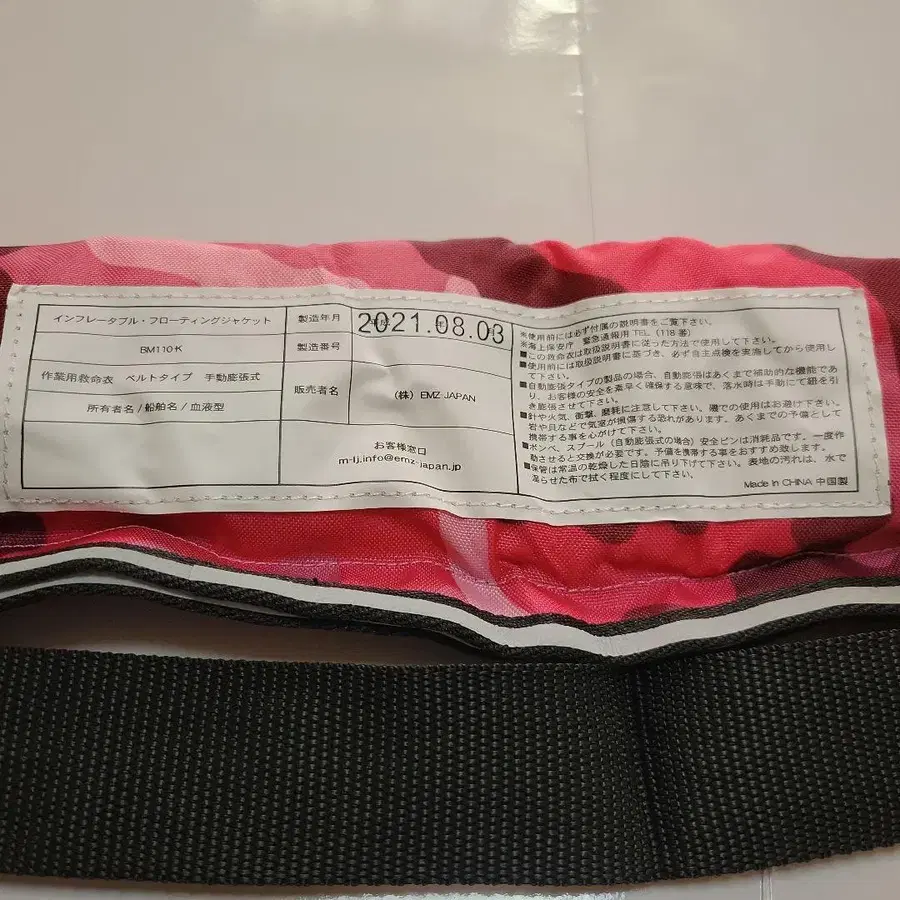 インフレータブル・フローティングジャケット
BM110-K
作業用救命衣 ベルトタイプ 手動膨張式
所有者名/船舶名/血液型
製造年月 2021.08.03
製造番号
販売者名 (株) EMZ-JAPAN
お客様窓口
m-lj.info@emz-japan.jp
※使用前には必ず付属の説明書をご覧下さい。
※海上保安庁 緊急通報用 TEL (118番)
■この救命衣は取扱説明書に従った方法で使用して下さい。
■使用前には取扱説明書に基づき、必ず自主点検を実施してから使用し
て下さい。
■自動膨張タイプの製品の場合、自動膨張はあくまで補助的な機能であ
り、お客様の安全を素早く確保する意味で、落水時は手動にて紐を引
き膨張させて下さい。
■針や火気、衝撃、磨耗に注意して下さい。磯での使用はお避け下さい。
岩や貝などで気室が損傷する恐れがあります。あくまでの予備として
携帯する事を心がけて下さい。
■ボンベ、スプール (自動膨張式の場合) 安全ピンは消耗品です。一度作
動させると交換が必要です。予備を携帯する事をおすすめ致します。
■保管は常温の乾燥した日陰に吊り下げて下さい。表地の汚れは、水で
濡らせた布で拭く程度にして下さい。
Made in CHINA 中国製